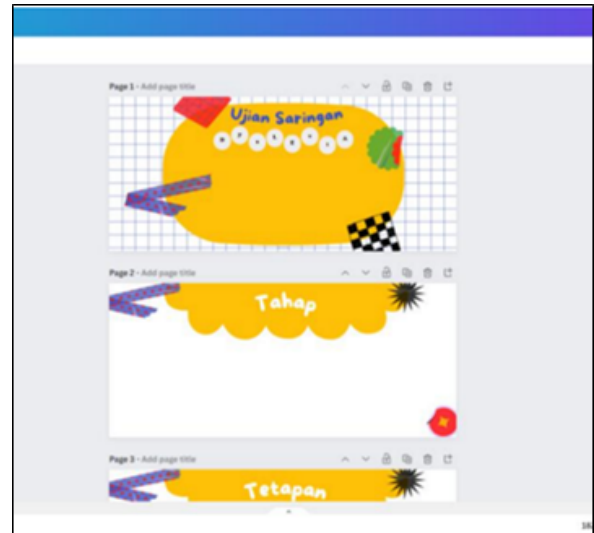 Page 1 - Add page title
Ujian Saringan
Page 2 - Add page title
Tahap
Page 3 - Add page title
Tetapan